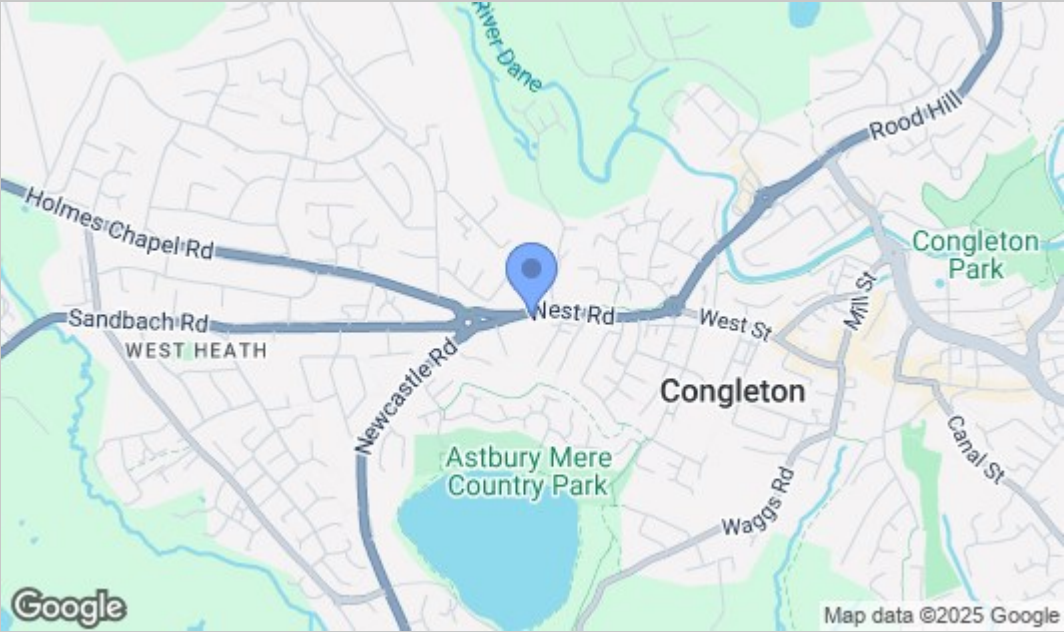 River Dane
Rood Hill
Holmes Chapel Rd
Congleton
Park
Mill St
West Rd
West St
Sandbach Rd
WEST HEATH
Newcastle Rd
Congleton
Canal St
Astbury Mere
Country Park
Waggs Rd
Google
Map data ©2025 Google